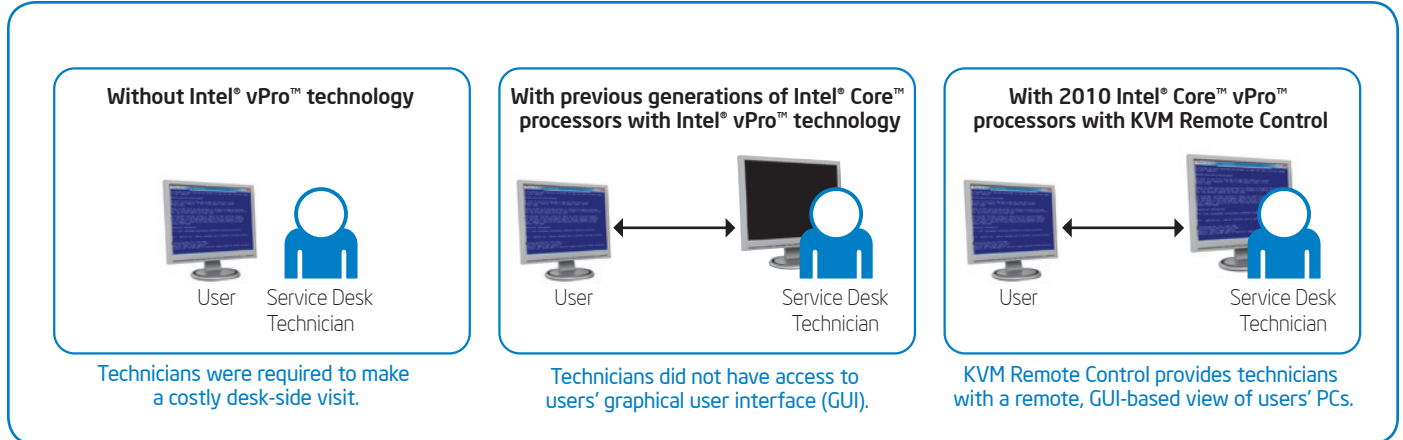 Without Intel® vPro™ technology
User
Service Desk
Technician
Technicians were required to make
a costly desk-side visit.
With previous generations of Intel® Core™
processors with Intel® vPro™ technology
User
Service Desk
Technician
Technicians did not have access to
users' graphical user interface (GUI).
With 2010 Intel® Core™ vPro™
processors with KVM Remote Control
User
Service Desk
Technician
KVM Remote Control provides technicians
with a remote, GUI-based view of users' PCs.